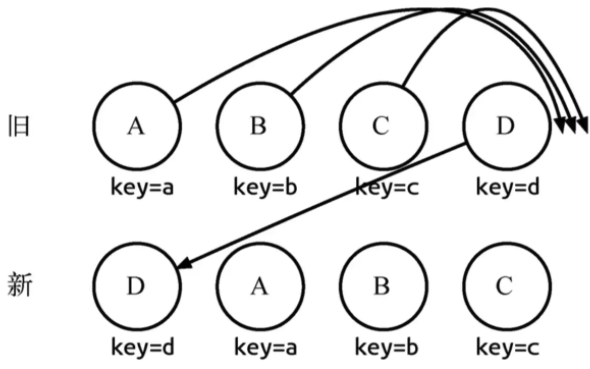 旧 A B C D
key=a key=b key=c key=d
新 D A B C
key=d key=a key=b key=c